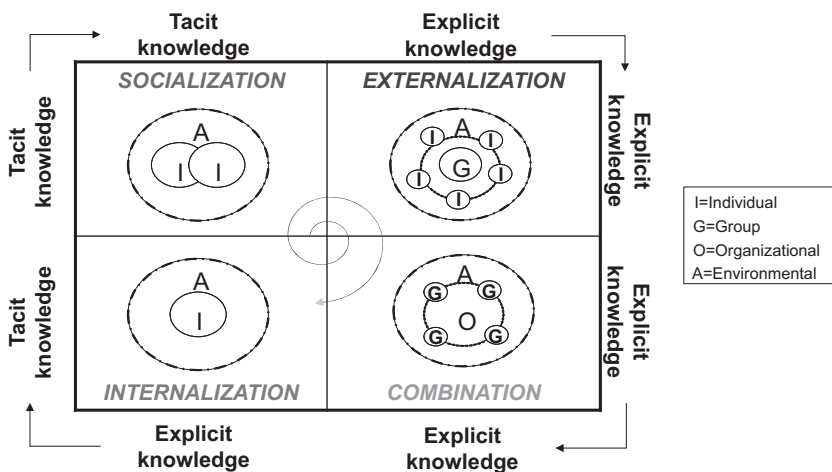 Tacit
knowledge
Explicit
knowledge
SOCIALIZATION
EXTERNALIZATION
Tacit
knowledge
A
I I
I A I
G
I I
I
Explicit
knowledge
I=Individual
G=Group
O=Organizational
A=Environmental
Tacit
knowledge
A
I
A
G G
O
G G
Explicit
knowledge
INTERNALIZATION
COMBINATION
Explicit
knowledge
Explicit
knowledge